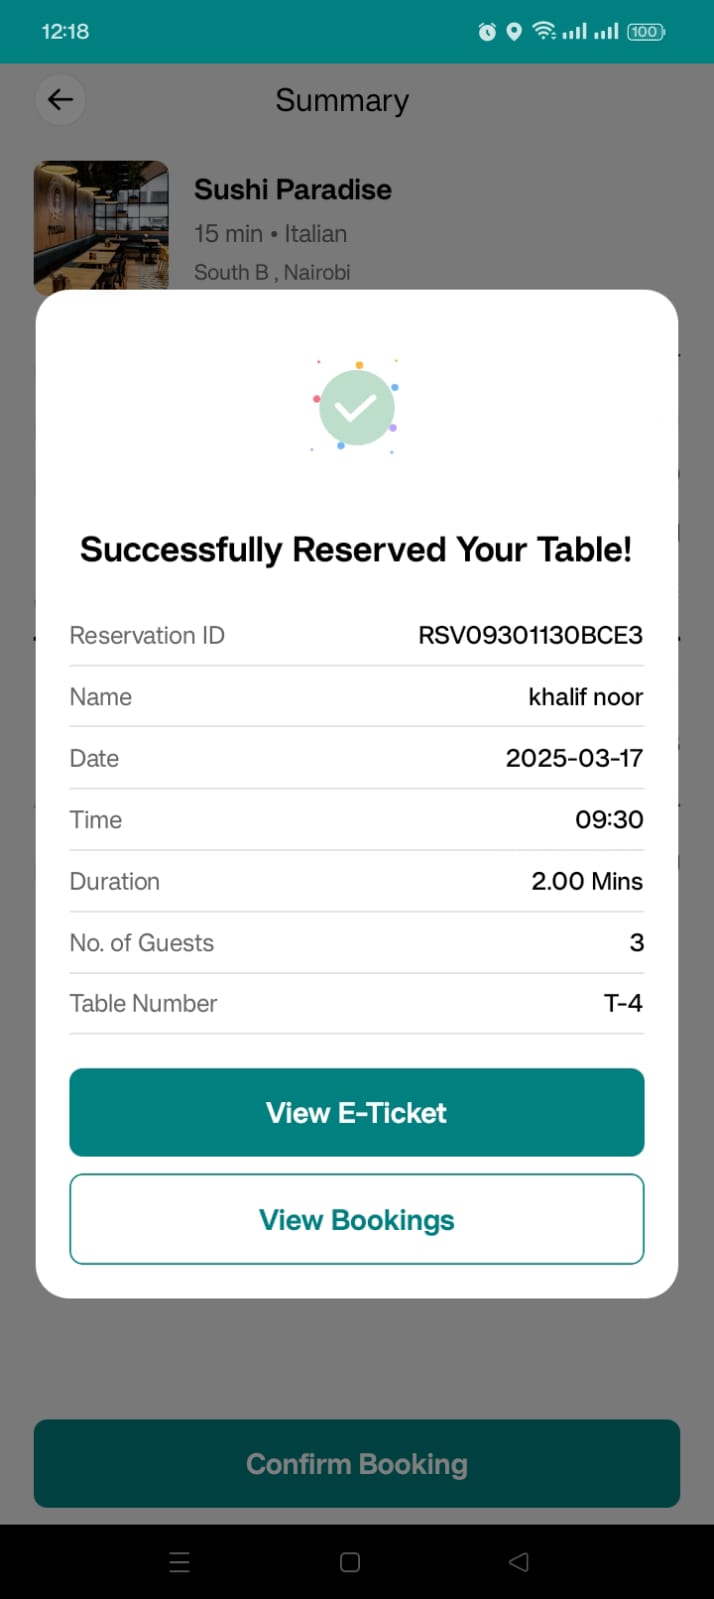 12:18
100
Summary
Sushi Paradise
15 min • Italian
South B , Nairobi
Successfully Reserved Your Table!
Reservation ID RSV09301130BCE3
Name khalif noor
Date 2025-03-17
Time 09:30
Duration 2.00 Mins
No. of Guests 3
Table Number T-4
View E-Ticket
View Bookings
Confirm Booking